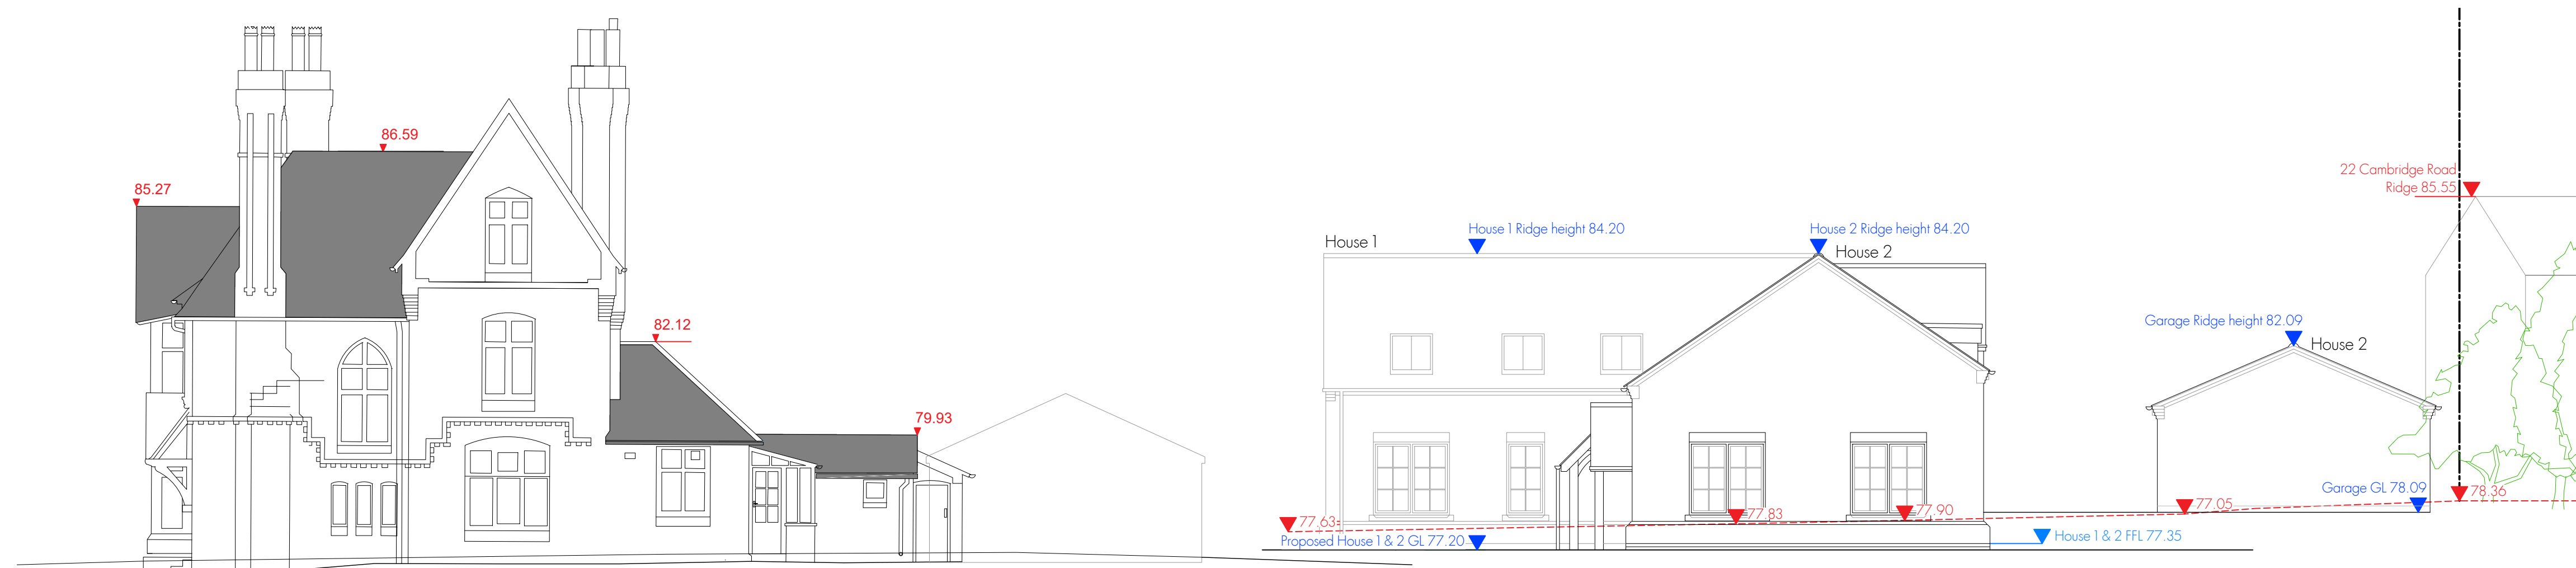 86.59
85.27
82.12
79.93
House 1
House 1 Ridge height 84.20
House 2 Ridge height 84.20
House 2
22 Cambridge Road
Ridge 85.55
Garage Ridge height 82.09
House 2
77.63
77.83
77.90
77.05
Garage GL 78.09
78.36
Proposed House 1 & 2 GL 77.20
House 1 & 2 FFL 77.35